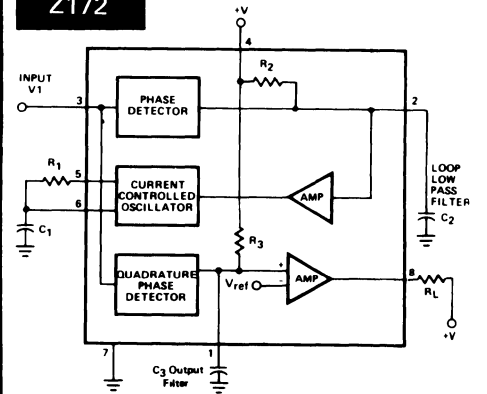 Z172
+V
4
R2
INPUT
V1
3
PHASE
DETECTOR
2
R1
5
6
C1
CURRENT
CONTROLLED
OSCILLATOR
AMP
LOOP
LOW
PASS
FILTER
C2
R3
QUADRATURE
PHASE
DETECTOR
+
-
Vref
AMP
8
RL
+V
7
1
C3 Output
Filter